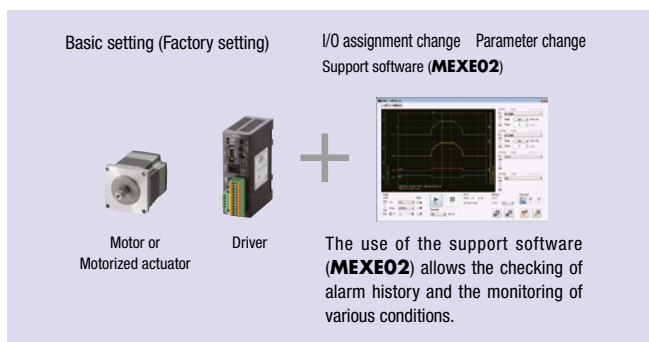 Basic setting (Factory setting)
I/O assignment change Parameter change
Support software (MEXE02)
Motor or
Motorized actuator
Driver
The use of the support software
(MEXE02) allows the checking of
alarm history and the monitoring of
various conditions.